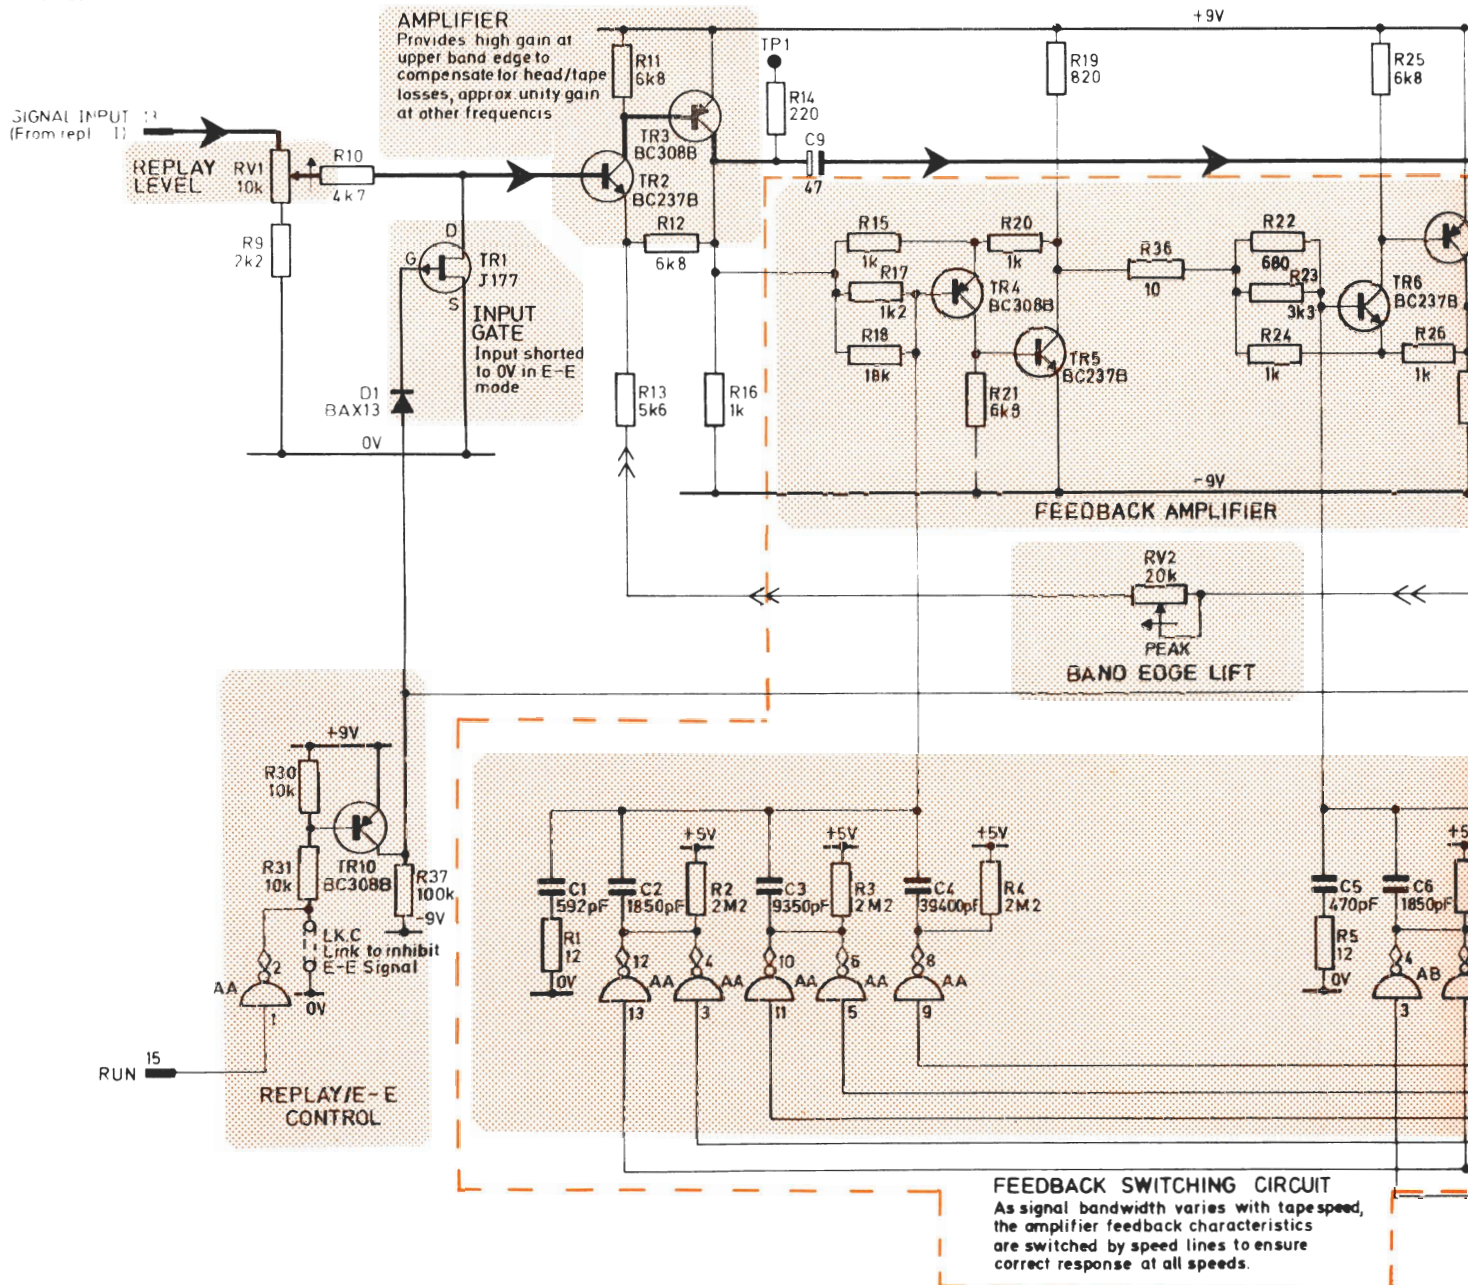 AMPLIFIER
Provides high gain at
upper band edge to
compensate for head/tape
losses, approx. unity gain
at other frequencis
+9V
TP1
R11
6k8
R14
220
R19
820
R25
6k8
SIGNAL INPUT 13
(From repl
REPLAY
LEVEL
RV1
10k
R10
4k7
TR3
BC308B
TR2
BC237B
C9
47
R9
2k2
D
G
S
TR1
J177
INPUT
GATE
Input shorted
to 0V in E-E
mode
R12
6k8
R15
1k
R17
1k2
R18
18k
R20
1k
TR4
BC308B
R36
10
R22
680
R23
3k3
R24
1k
TR6
BC237B
R26
1k
TR5
BC237B
R21
6k8
D1
BAX13
R13
5k6
R16
1k
0V
-9V
FEEDBACK AMPLIFIER
RV2
20k
PEAK
BAND EDGE LIFT
+9V
R30
10k
R31
10k
TR10
BC308B
R37
100k
-9V
LK.C
Link to inhibit
E-E Signal
0V
AA
2
1
RUN
15
REPLAY/E-E
CONTROL
+5V
+5V
+5V
+5
C1
592pF
C2
1850pF
R2
2M2
C3
9350pF
R3
2M2
C4
39400pf
R4
2M2
C5
470pF
C6
1850pF
R1
12
0V
R5
12
0V
12
AA
13
4
AA
3
10
AA
11
6
AA
5
8
AA
9
4
AB
3
FEEDBACK SWITCHING CIRCUIT
As signal bandwidth varies with tape speed,
the amplifier feedback characteristics
are switched by speed lines to ensure
correct response at all speeds.